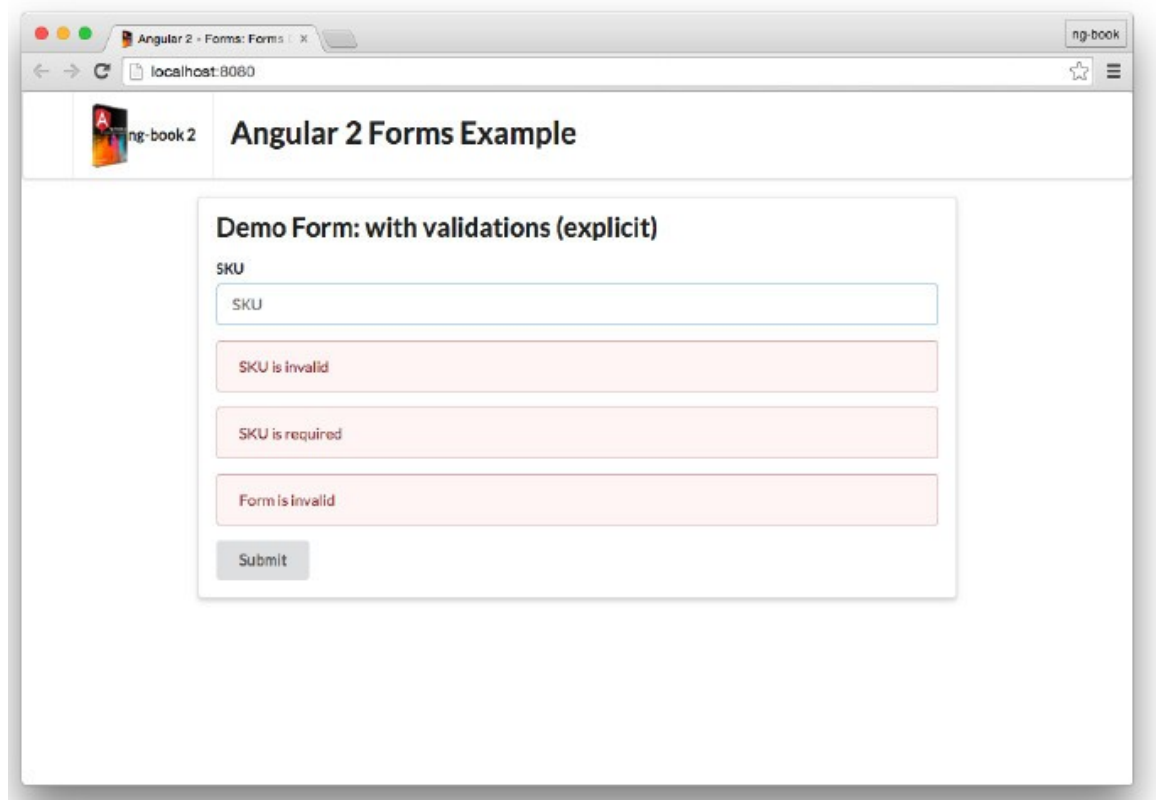 Angular 2 - Forms: Forms
ng-book
localhost:8080
ng-book 2
Angular 2 Forms Example
Demo Form: with validations (explicit)
SKU
SKU
SKU is invalid
SKU is required
Form is invalid
Submit